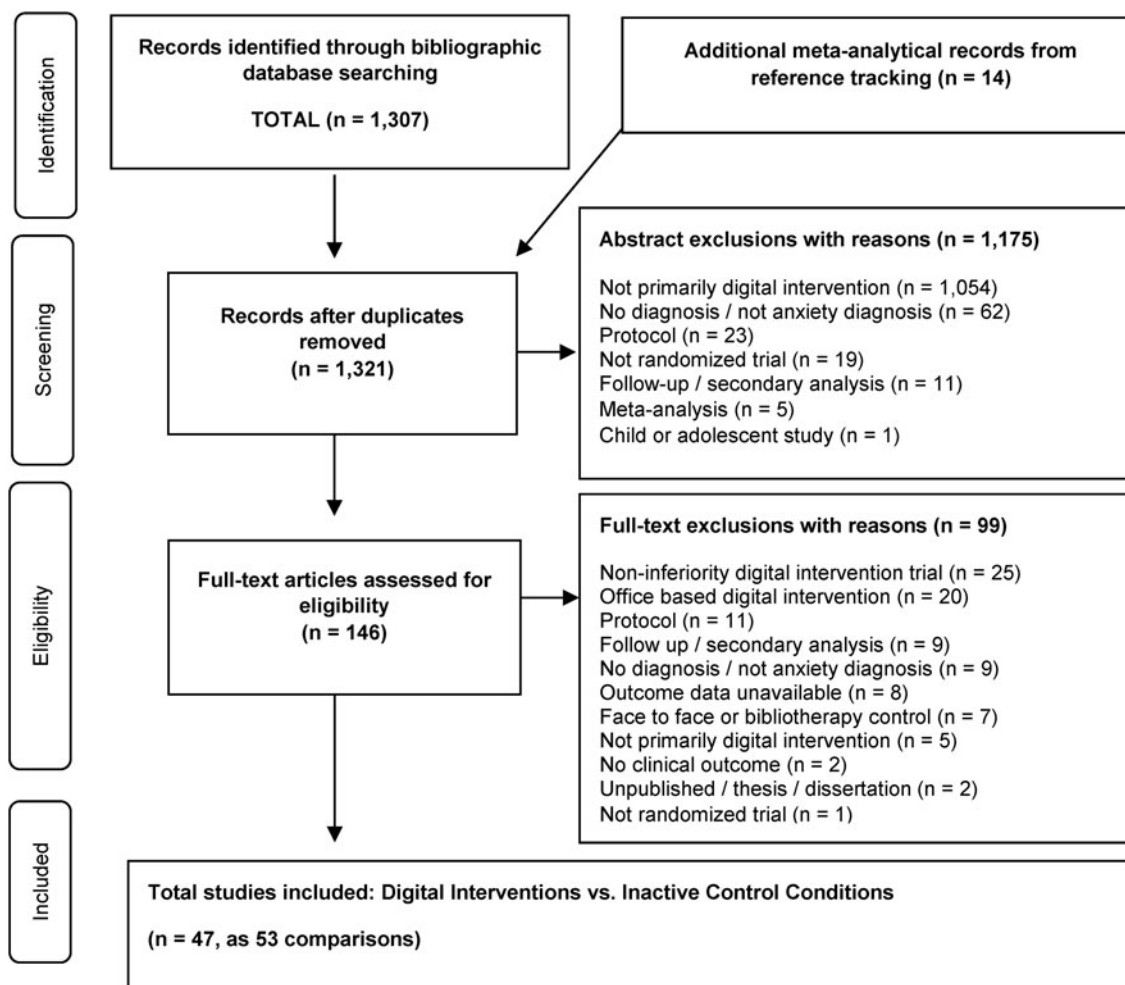 Identification
Records identified through bibliographic
database searching
TOTAL (n = 1,307)
Additional meta-analytical records from
reference tracking (n = 14)
Screening
Records after duplicates
removed
(n = 1,321)
Abstract exclusions with reasons (n = 1,175)
Not primarily digital intervention (n = 1,054)
No diagnosis / not anxiety diagnosis (n = 62)
Protocol (n = 23)
Not randomized trial (n = 19)
Follow-up / secondary analysis (n = 11)
Meta-analysis (n = 5)
Child or adolescent study (n = 1)
Eligibility
Full-text articles assessed for
eligibility
(n = 146)
Full-text exclusions with reasons (n = 99)
Non-inferiority digital intervention trial (n = 25)
Office based digital intervention (n = 20)
Protocol (n = 11)
Follow up / secondary analysis (n = 9)
No diagnosis / not anxiety diagnosis (n = 9)
Outcome data unavailable (n = 8)
Face to face or bibliotherapy control (n = 7)
Not primarily digital intervention (n = 5)
No clinical outcome (n = 2)
Unpublished / thesis / dissertation (n = 2)
Not randomized trial (n = 1)
Included
Total studies included: Digital Interventions vs. Inactive Control Conditions
(n = 47, as 53 comparisons)